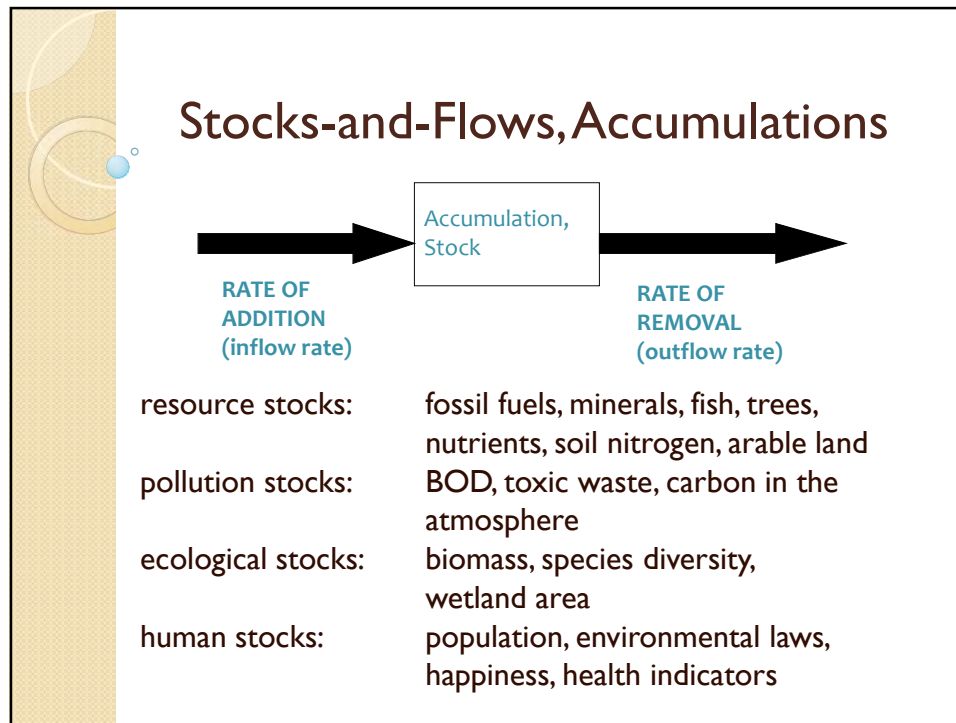 Stocks-and-Flows, Accumulations
Accumulation,
Stock
RATE OF
ADDITION
(inflow rate)
RATE OF
REMOVAL
(outflow rate)
resource stocks: fossil fuels, minerals, fish, trees,
nutrients, soil nitrogen, arable land
pollution stocks: BOD, toxic waste, carbon in the
atmosphere
ecological stocks: biomass, species diversity,
wetland area
human stocks: population, environmental laws,
happiness, health indicators